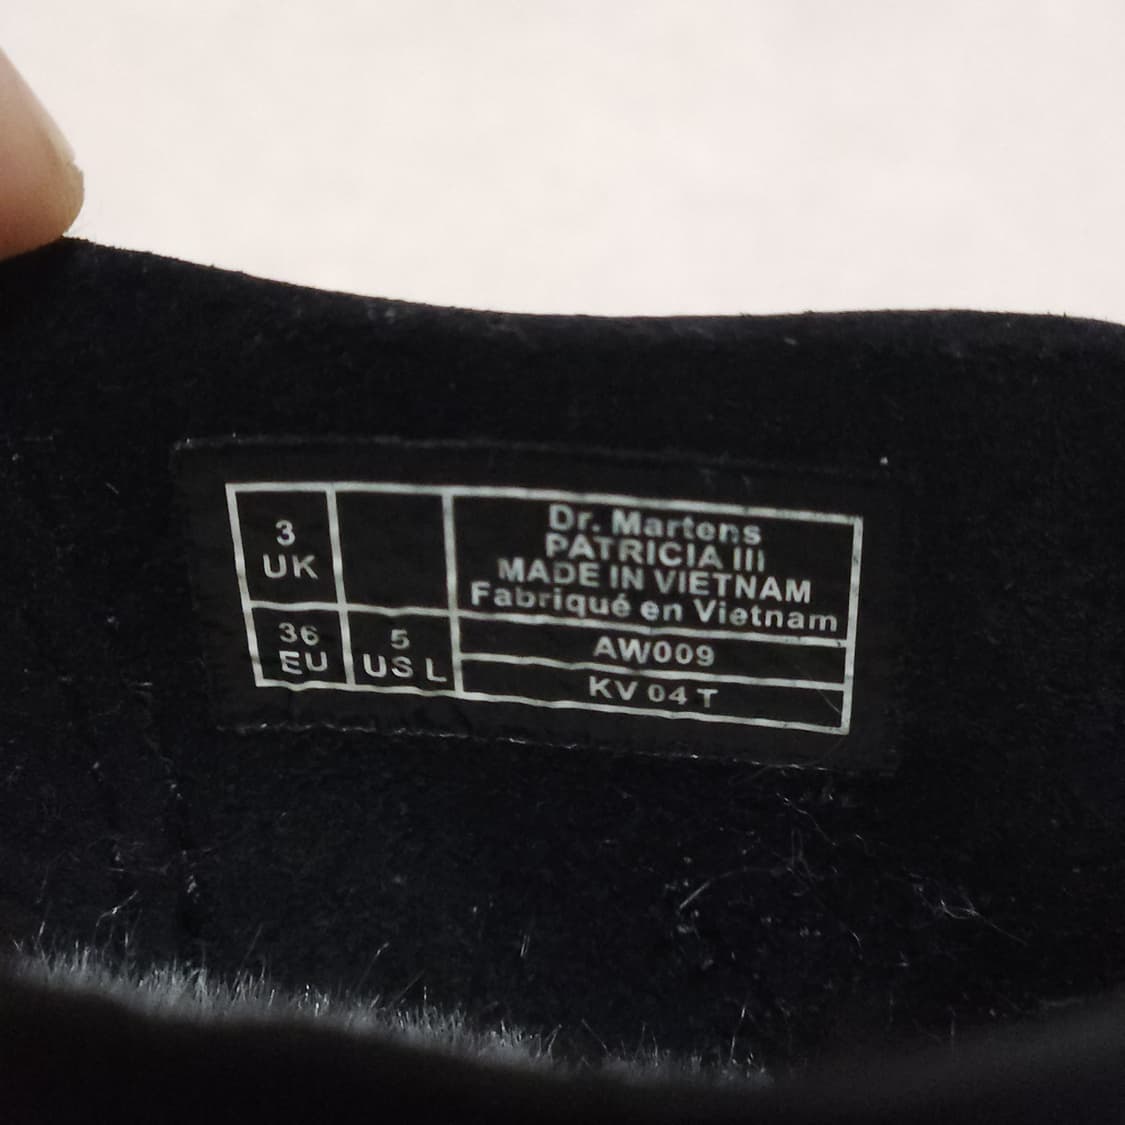 3
UK
36
EU
5
US L
Dr. Martens
PATRICIA III
MADE IN VIETNAM
Fabriqué en Vietnam
AW009
KV 04 T